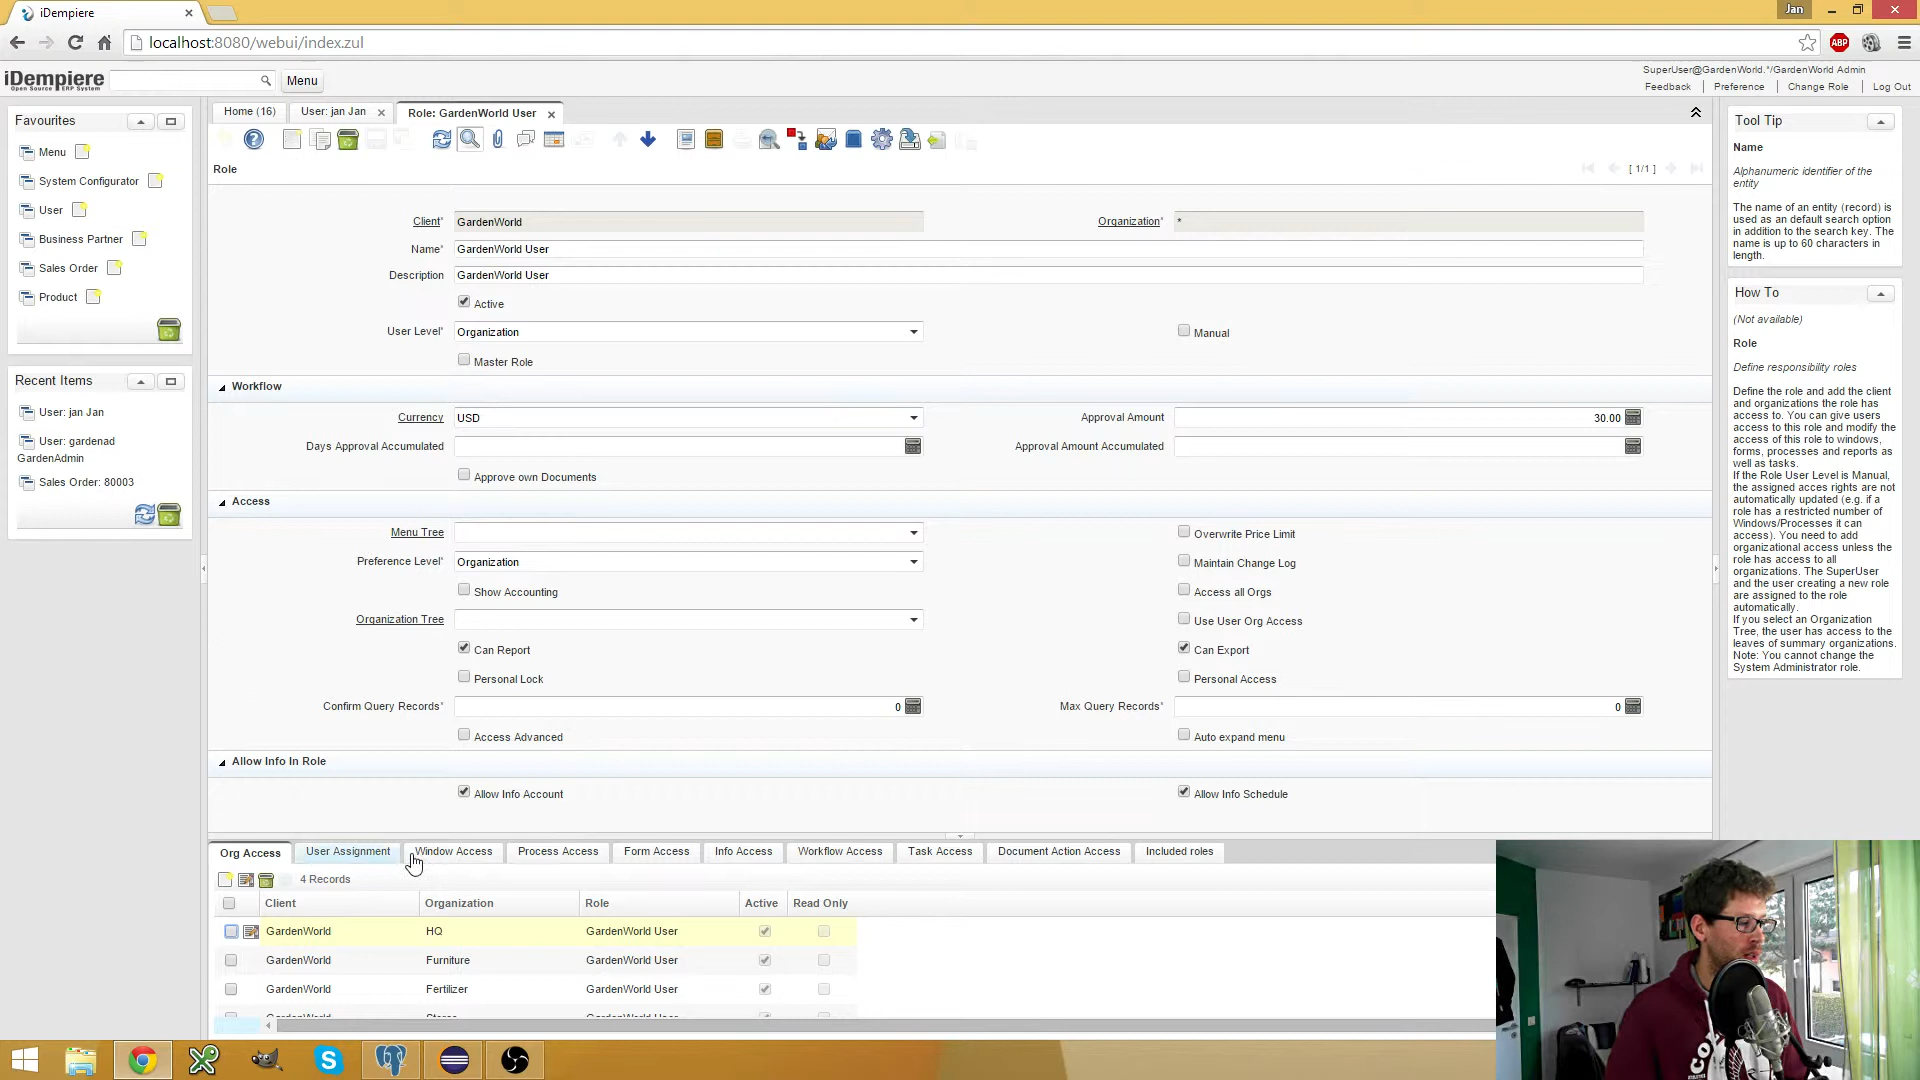 iDempiere
Jan
localhost:8080/webui/index.zul
ABP
iDempiere
Open Source ERP System
Menu
SuperUser@GardenWorld.*/GardenWorld Admin
Feedback
Preference
Change Role
Log Out
Favourites
Menu
System Configurator
User
Business Partner
Sales Order
Product
Recent Items
User: jan Jan
User: gardenad
GardenAdmin
Sales Order: 80003
Home (16)
User: jan Jan
Role: GardenWorld User
Role
[ 1/1 ]
Client* GardenWorld
Organization* *
Name* GardenWorld User
Description GardenWorld User
Active
User Level* Organization
Manual
Master Role
Workflow
Currency USD
Approval Amount 30.00
Days Approval Accumulated
Approval Amount Accumulated
Approve own Documents
Access
Menu Tree
Overwrite Price Limit
Preference Level* Organization
Maintain Change Log
Show Accounting
Access all Orgs
Organization Tree
Use User Org Access
Can Report
Can Export
Personal Lock
Personal Access
Confirm Query Records* 0
Max Query Records* 0
Access Advanced
Auto expand menu
Allow Info In Role
Allow Info Account
Allow Info Schedule
Org Access
User Assignment
Window Access
Process Access
Form Access
Info Access
Workflow Access
Task Access
Document Action Access
Included roles
4 Records
Client Organization Role Active Read Only
GardenWorld HQ GardenWorld User
GardenWorld Furniture GardenWorld User
GardenWorld Fertilizer GardenWorld User
Tool Tip
Name
Alphanumeric identifier of the
entity
The name of an entity (record) is
used as an default search option
in addition to the search key. The
name is up to 60 characters in
length.
How To
(Not available)
Role
Define responsibility roles
Define the role and add the client
and organizations the role has
access to. You can give users
access to this role and modify the
access of this role to windows,
forms, processes and reports as
well as tasks.
If the Role User Level is Manual,
the assigned acces rights are not
automatically updated (e.g. if a
role has a restricted number of
Windows/Processes it can
access). You need to add
organizational access unless the
role has access to all
organizations. The SuperUser
and the user creating a new role
are assigned to the role
automatically.
If you select an Organization
Tree, the user has access to the
leaves of summary organizations.
Note: You cannot change the
System Administrator role.